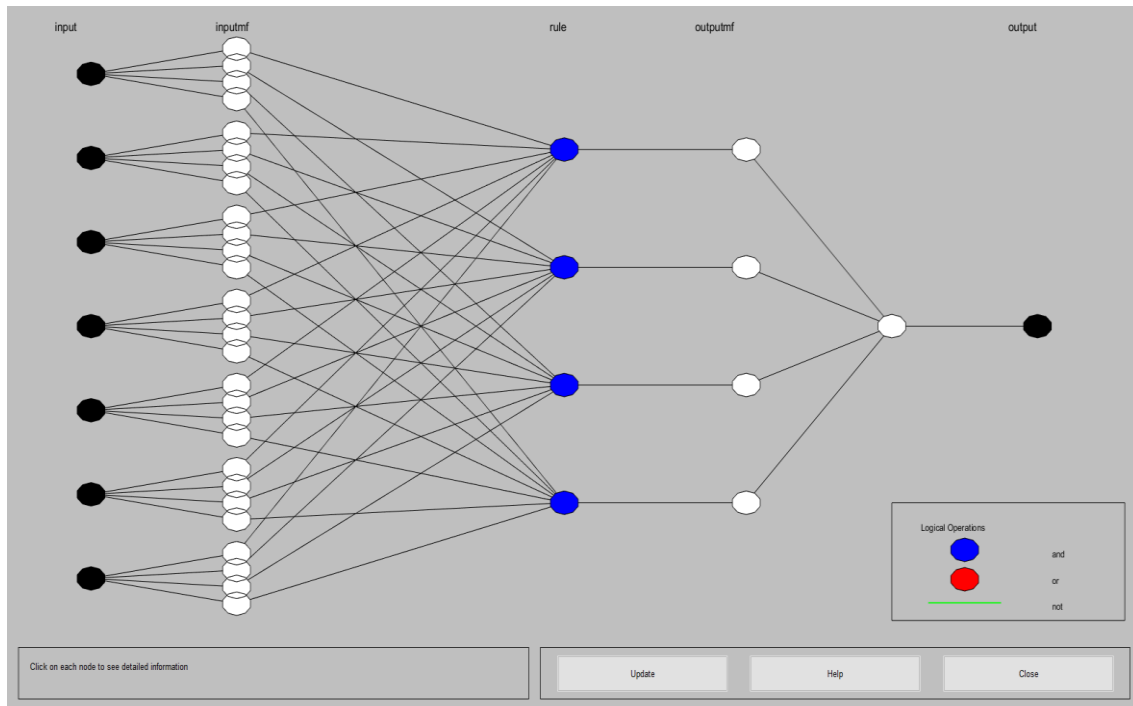 input inputmf rule outputmf output
Logical Operations
and
or
not
Click on each node to see detailed information
Update Help Close